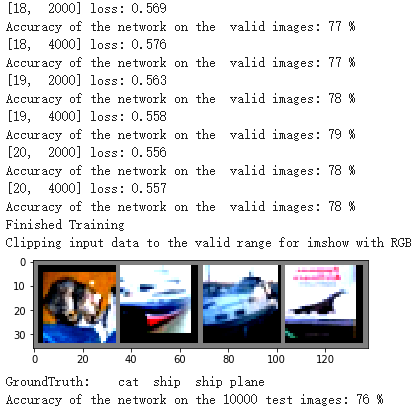 [18,  2000] loss: 0.569
Accuracy of the network on the  valid images: 77 %
[18,  4000] loss: 0.576
Accuracy of the network on the  valid images: 77 %
[19,  2000] loss: 0.563
Accuracy of the network on the  valid images: 78 %
[19,  4000] loss: 0.558
Accuracy of the network on the  valid images: 79 %
[20,  2000] loss: 0.556
Accuracy of the network on the  valid images: 78 %
[20,  4000] loss: 0.557
Accuracy of the network on the  valid images: 78 %
Finished Training
Clipping input data to the valid range for imshow with RGB
0
10
20
30
0 20 40 60 80 100 120
GroundTruth:    cat  ship  ship plane
Accuracy of the network on the 10000 test images: 76 %